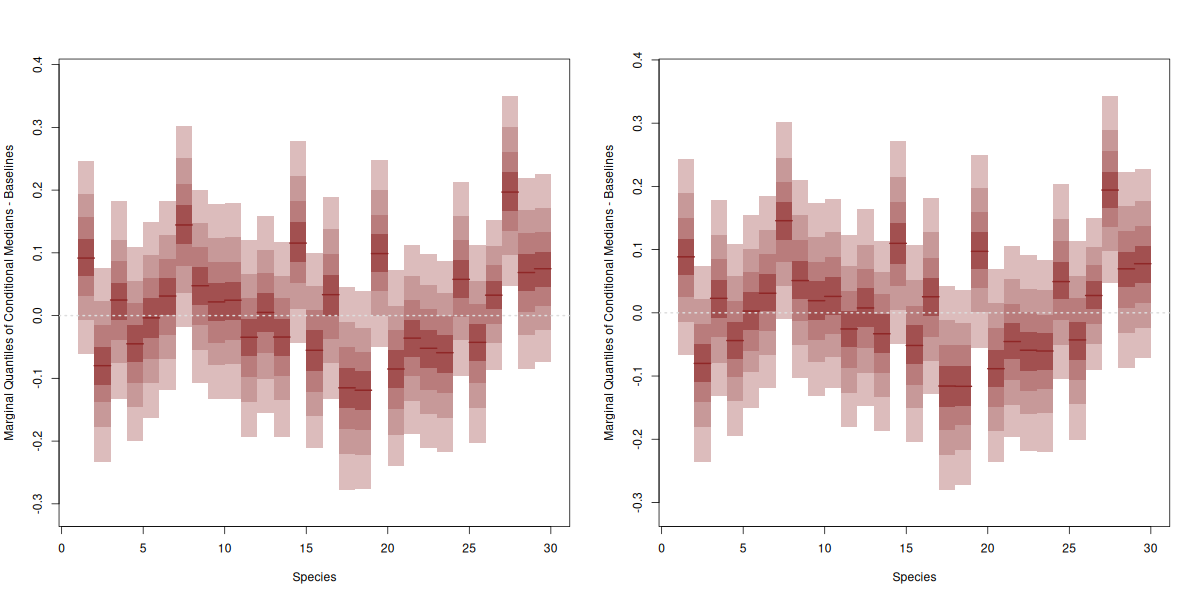 Marginal Quantiles of Conditional Medians - Baselines
0.4
0.3
0.2
0.1
0.0
-0.1
-0.2
-0.3
0 5 10 15 20 25 30
Species
Marginal Quantiles of Conditional Medians - Baselines
0.4
0.3
0.2
0.1
0.0
-0.1
-0.2
-0.3
0 5 10 15 20 25 30
Species